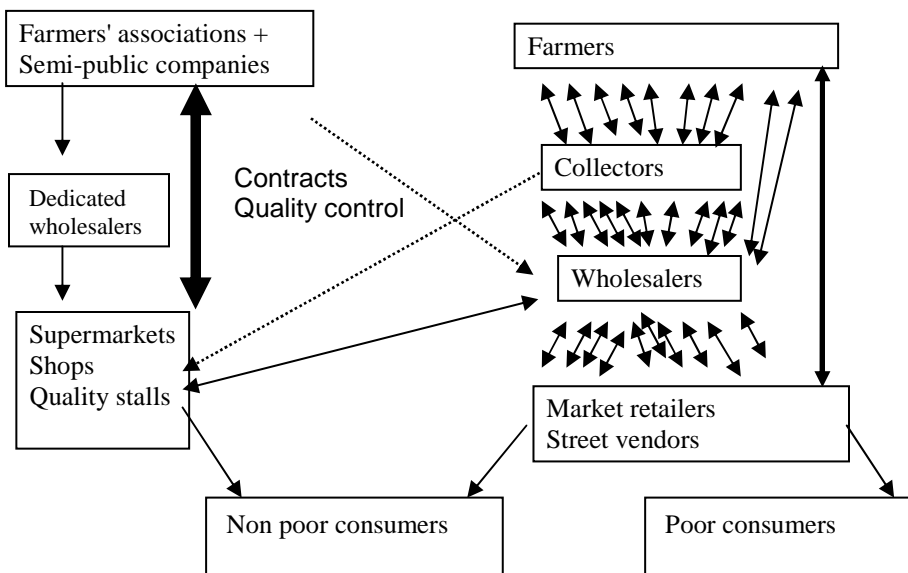 Farmers' associations +
Semi-public companies
Farmers
Contracts
Quality control
Collectors
Dedicated
wholesalers
Wholesalers
Supermarkets
Shops
Quality stalls
Market retailers
Street vendors
Non poor consumers
Poor consumers